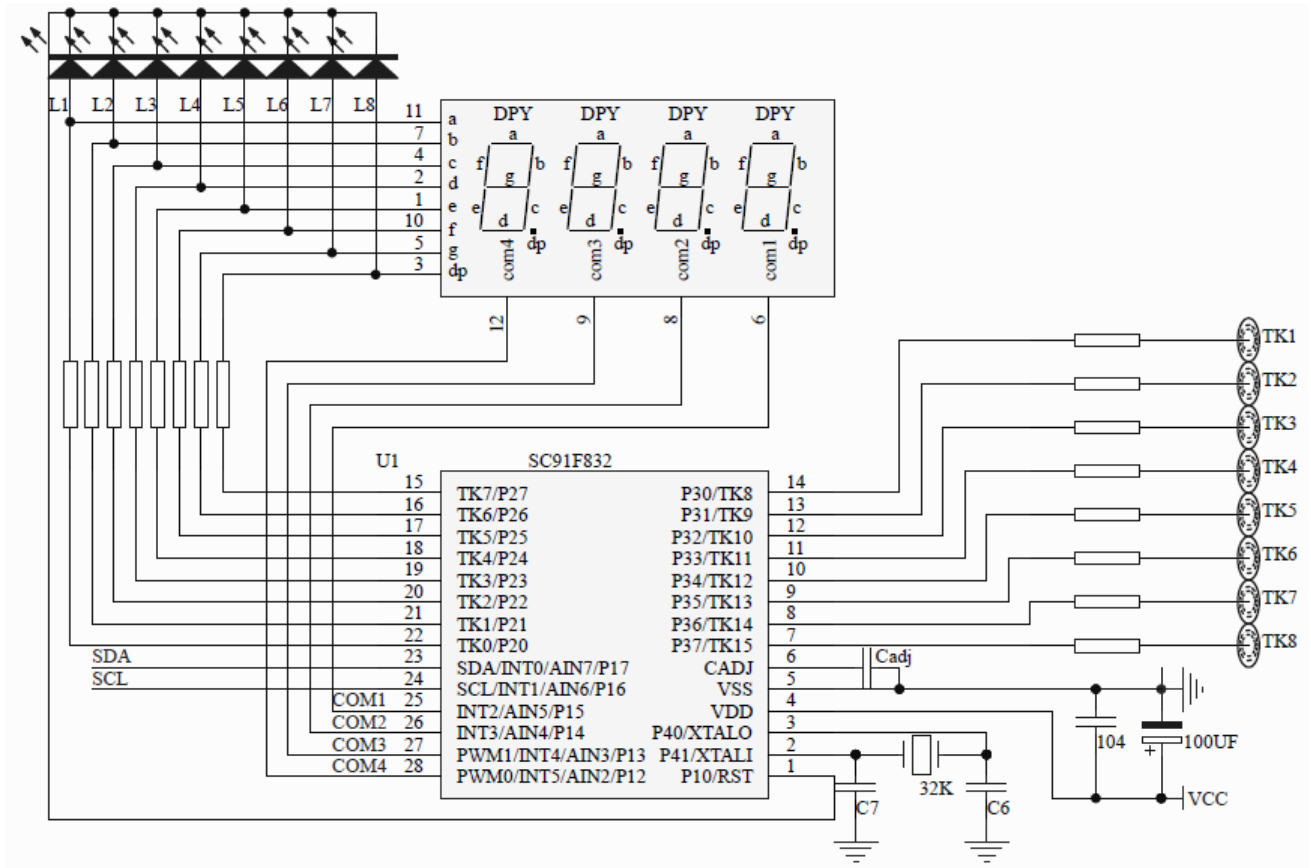 L1 L2 L3 L4 L5 L6 L7 L8
11 a
7 b
4 c
2 d
1 e
10 f
5 g
3 dp
DPY DPY DPY DPY
a a a a
f b f b f b f b
g g g g
e c e c e c e c
d d d d
dp dp dp dp
com4 com3 com2 com1
12 9 8 6
TK1
TK2
TK3
TK4
TK5
TK6
TK7
TK8
U1 SC91F832
15 TK7/P27 P30/TK8 14
16 TK6/P26 P31/TK9 13
17 TK5/P25 P32/TK10 12
18 TK4/P24 P33/TK11 11
19 TK3/P23 P34/TK12 10
20 TK2/P22 P35/TK13 9
21 TK1/P21 P36/TK14 8
22 TK0/P20 P37/TK15 7
SDA 23 SDA/INT0/AIN7/P17 CADJ 6 Cadj
SCL 24 SCL/INT1/AIN6/P16 VSS 5
COM1 25 INT2/AIN5/P15 VDD 4
COM2 26 INT3/AIN4/P14 P40/XTALO 3
COM3 27 PWM1/INT4/AIN3/P13 P41/XTALI 2
COM4 28 PWM0/INT5/AIN2/P12 P10/RST 1
104 + 100UF
32K
C7 C6
VCC